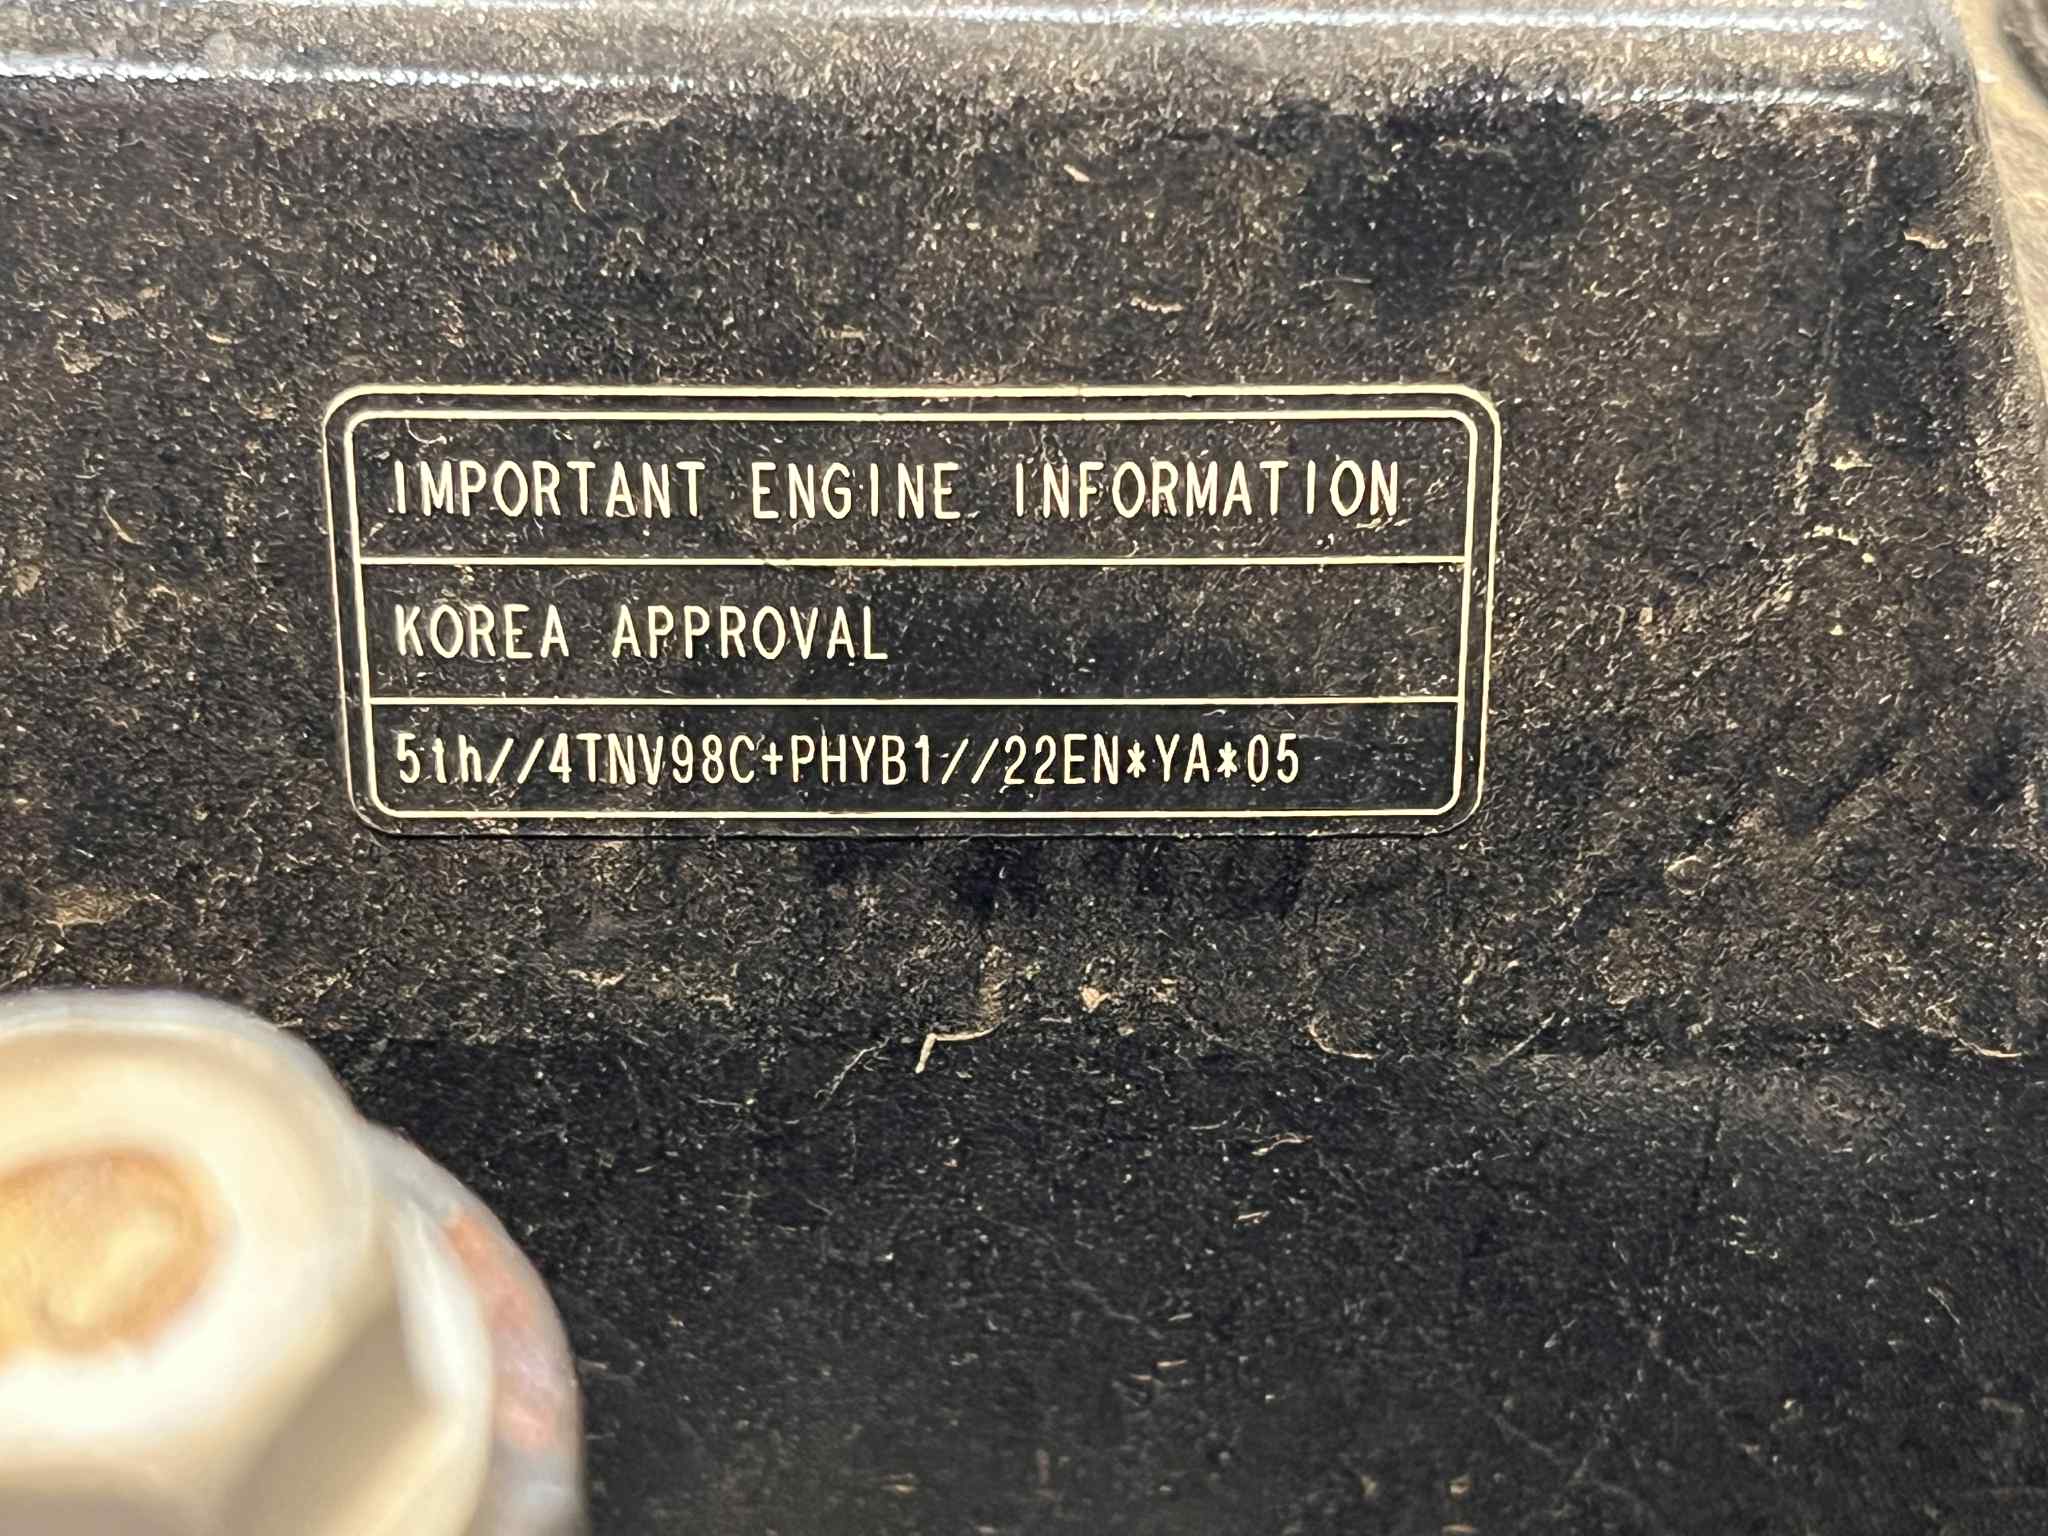 IMPORTANT ENGINE INFORMATION
KOREA APPROVAL
5th//4TNV98C+PHYB1//22EN*YA*05